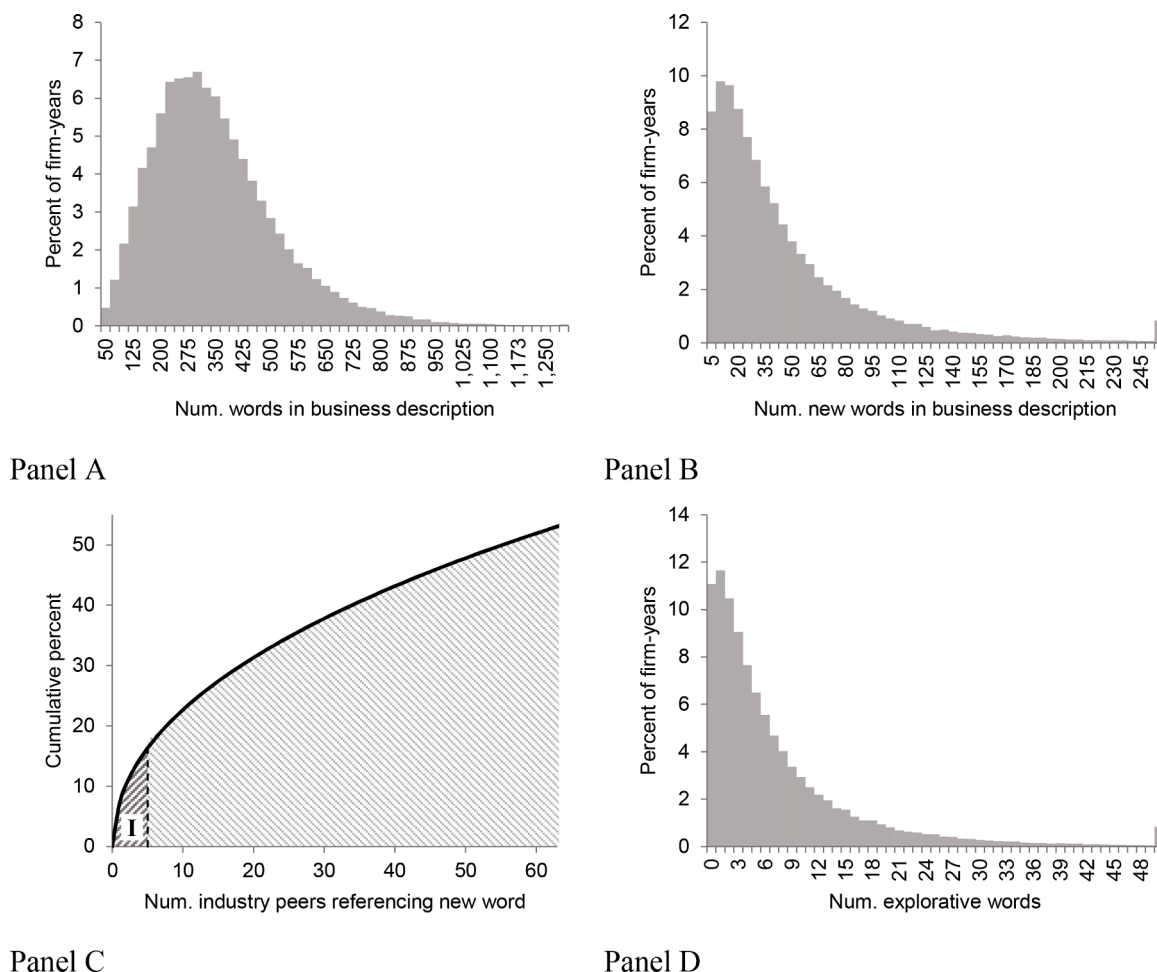 8
7
6
5
4
3
2
1
0
Percent of firm-years
50 125 200 275 350 425 500 575 650 725 800 875 950 1,025 1,100 1,173 1,250
Num. words in business description
Panel A
12
10
8
6
4
2
0
Percent of firm-years
5 20 35 50 65 80 95 110 125 140 155 170 185 200 215 230 245
Num. new words in business description
Panel B
50
40
30
20
10
0
Cumulative percent
I
0 10 20 30 40 50 60
Num. industry peers referencing new word
Panel C
14
12
10
8
6
4
2
0
Percent of firm-years
0 3 6 9 12 15 18 21 24 27 30 33 36 39 42 45 48
Num. explorative words
Panel D